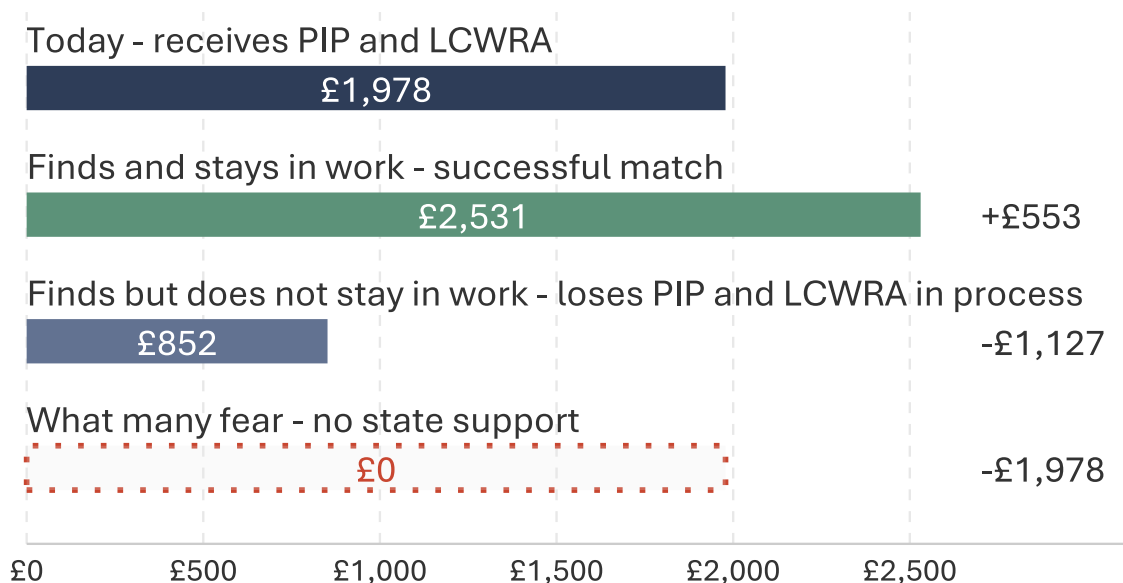 Today - receives PIP and LCWRA
£1,978
Finds and stays in work - successful match
£2,531 +£553
Finds but does not stay in work - loses PIP and LCWRA in process
£852 -£1,127
What many fear - no state support
£0 -£1,978
£0 £500 £1,000 £1,500 £2,000 £2,500